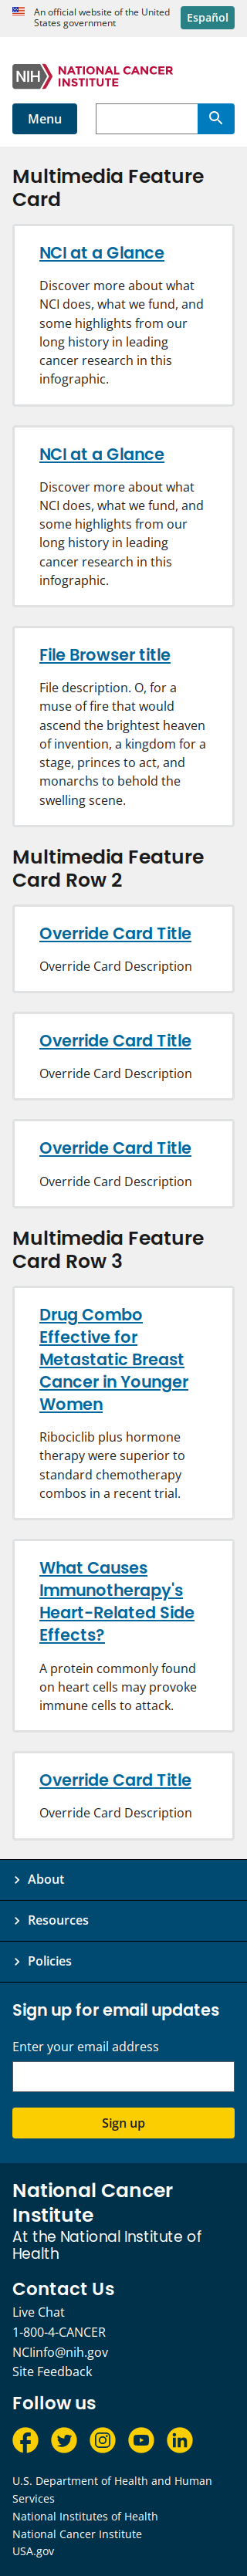 An official website of the United
States government
Español
NIH
NATIONAL CANCER
INSTITUTE
Menu
Multimedia Feature
Card
NCI at a Glance
Discover more about what
NCI does, what we fund, and
some highlights from our
long history in leading
cancer research in this
infographic.
NCI at a Glance
Discover more about what
NCI does, what we fund, and
some highlights from our
long history in leading
cancer research in this
infographic.
File Browser title
File description. O, for a
muse of fire that would
ascend the brightest heaven
of invention, a kingdom for a
stage, princes to act, and
monarchs to behold the
swelling scene.
Multimedia Feature
Card Row 2
Override Card Title
Override Card Description
Override Card Title
Override Card Description
Override Card Title
Override Card Description
Multimedia Feature
Card Row 3
Drug Combo
Effective for
Metastatic Breast
Cancer in Younger
Women
Ribociclib plus hormone
therapy were superior to
standard chemotherapy
combos in a recent trial.
What Causes
Immunotherapy's
Heart-Related Side
Effects?
A protein commonly found
on heart cells may provoke
immune cells to attack.
Override Card Title
Override Card Description
About
Resources
Policies
Sign up for email updates
Enter your email address
Sign up
National Cancer
Institute
At the National Institute of
Health
Contact Us
Live Chat
1-800-4-CANCER
NCIinfo@nih.gov
Site Feedback
Follow us
U.S. Department of Health and Human
Services
National Institutes of Health
National Cancer Institute
USA.gov